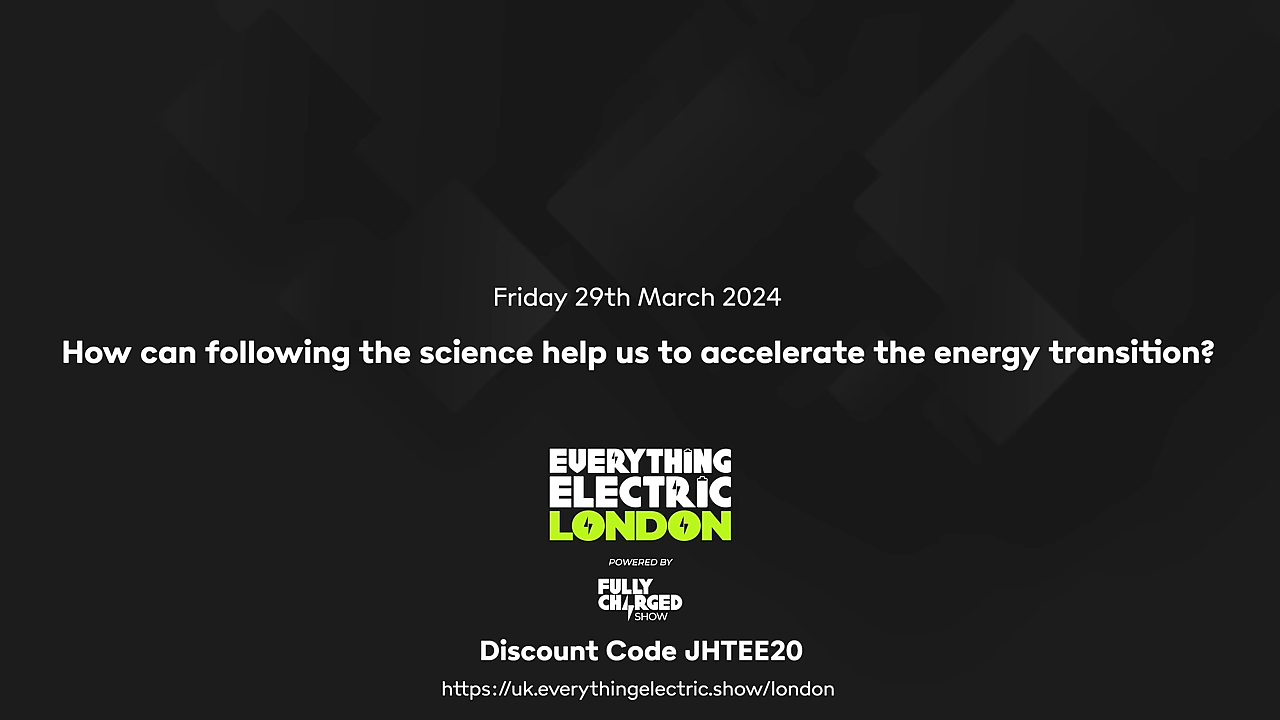 Friday 29th March 2024
How can following the science help us to accelerate the energy transition?
EVERYTHING
ELECTRIC
LONDON
POWERED BY
FULLY
CHARGED
SHOW
Discount Code JHTEE20
https://uk.everythingelectric.show/london